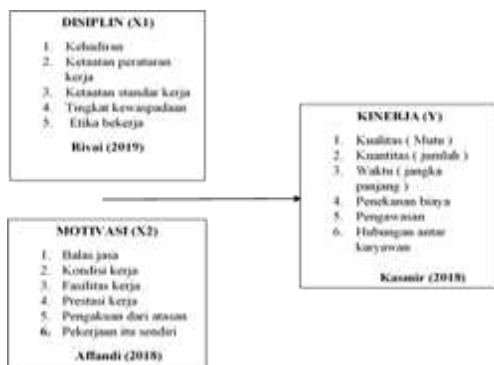 DISIPLIN (X1)
1. Kehadiran
2. Ketaatan peraturan
kerja
3. Ketaatan standar kerja
4. Tingkat kewaspadaan
5. Etika bekerja
Rivai (2019)
KINERJA (Y)
1. Kualitas ( Mutu )
2. Kuantitas ( jumlah )
3. Waktu ( jangka
panjang )
4. Penekanan biaya
5. Pengawasan
6. Hubungan antar
karyawan
Kasmir (2018)
MOTIVASI (X2)
1. Balas jasa
2. Kondisi kerja
3. Fasilitas kerja
4. Prestasi kerja
5. Pengakuan dari atasan
6. Pekerjaan itu sendiri
Affandi (2018)